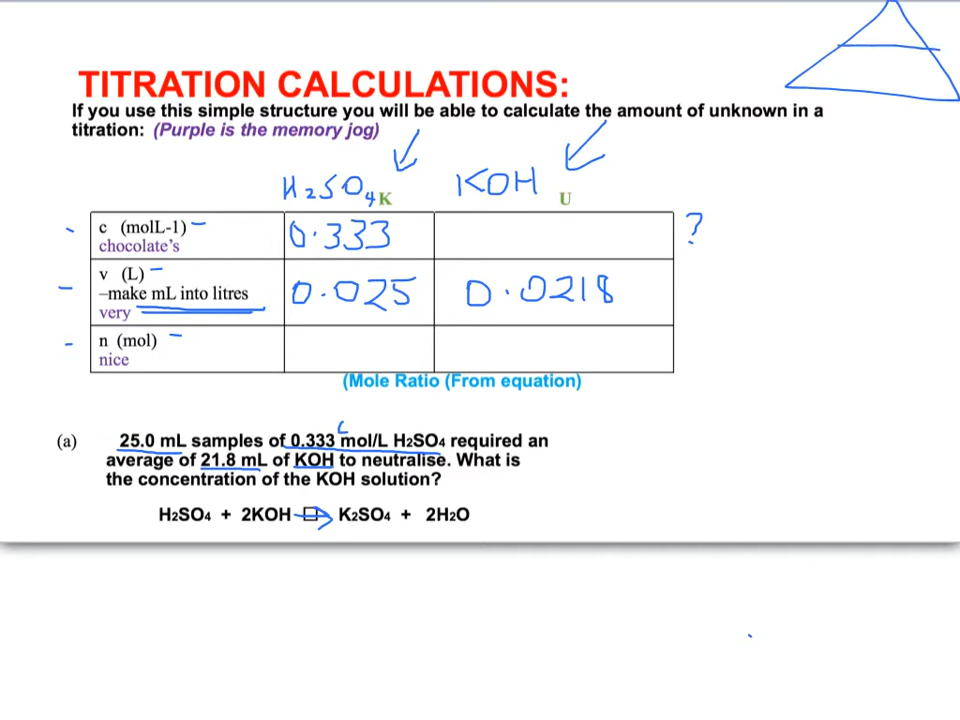 TITRATION CALCULATIONS:
If you use this simple structure you will be able to calculate the amount of unknown in a
titration: (Purple is the memory jog)
H2SO4 K KOH U
c (molL-1) 0.333 ?
chocolate's
v (L)
–make mL into litres 0.025 0.0218
very
n (mol)
nice
(Mole Ratio (From equation)
c
(a) 25.0 mL samples of 0.333 mol/L H2SO4 required an
average of 21.8 mL of KOH to neutralise. What is
the concentration of the KOH solution?
H2SO4 + 2KOH → K2SO4 + 2H2O